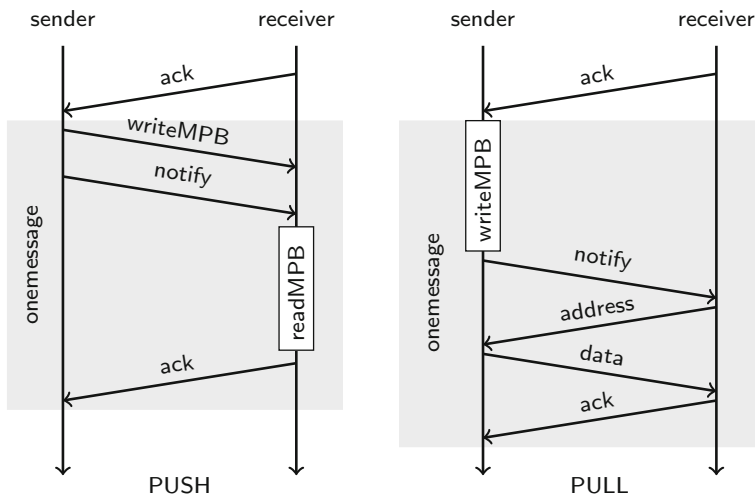 sender
receiver
ack
writeMPB
notify
onemessage
readMPB
ack
PUSH
sender
receiver
ack
writeMPB
onemessage
notify
address
data
ack
PULL